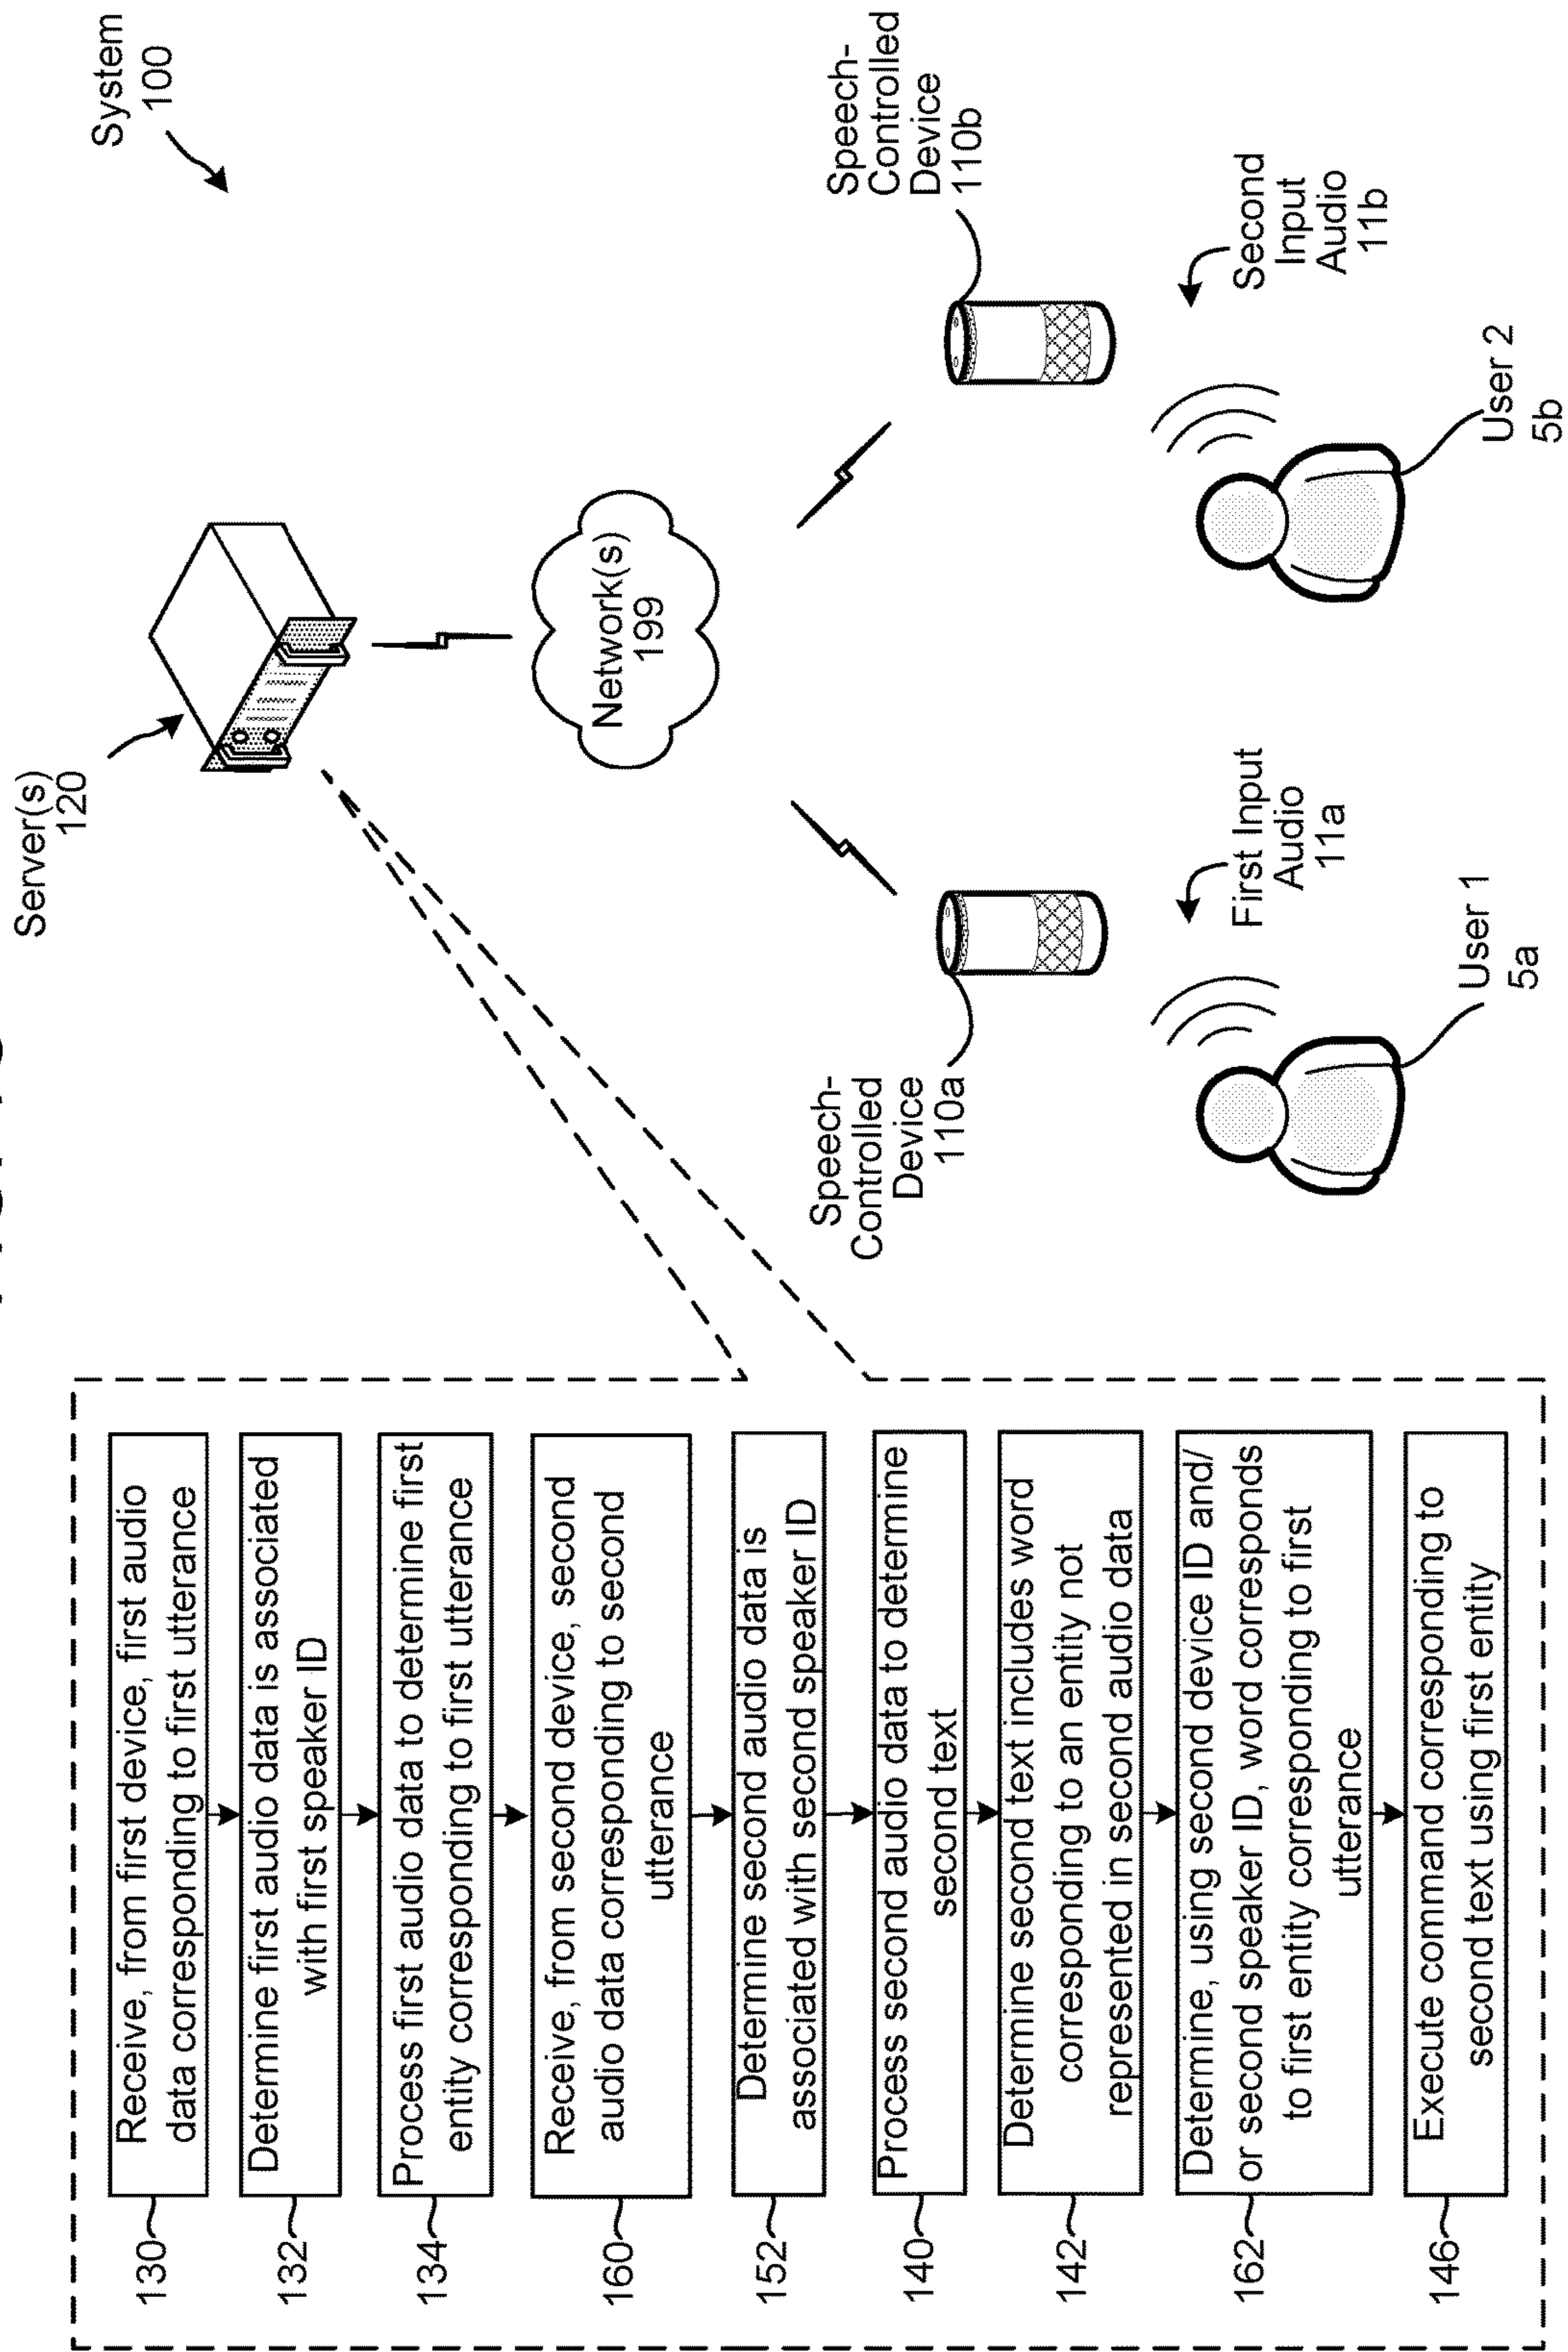 System
100
Server(s)
120
Network(s)
199
Speech-
Controlled
Device
110a
Speech-
Controlled
Device
110b
First Input
Audio
11a
Second
Input
Audio
11b
User 1
5a
User 2
5b
130
Receive, from first device, first audio
data corresponding to first utterance
132
Determine first audio data is associated
with first speaker ID
134
Process first audio data to determine first
entity corresponding to first utterance
160
Receive, from second device, second
audio data corresponding to second
utterance
152
Determine second audio data is
associated with second speaker ID
140
Process second audio data to determine
second text
142
Determine second text includes word
corresponding to an entity not
represented in second audio data
162
Determine, using second device ID and/
or second speaker ID, word corresponds
to first entity corresponding to first
utterance
146
Execute command corresponding to
second text using first entity